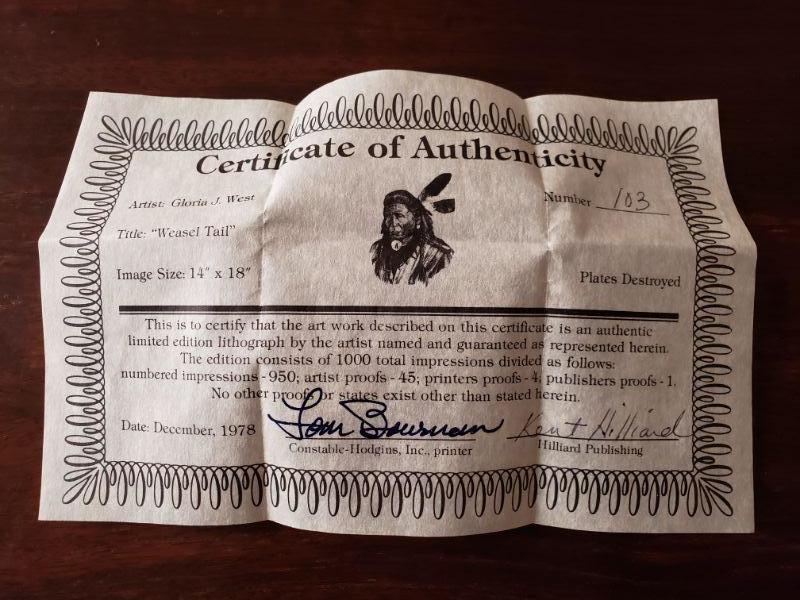 Certificate of Authenticity
Artist: Gloria J. West
Number 103
Title: "Weasel Tail"
Image Size: 14" x 18"
Plates Destroyed
This is to certify that the art work described on this certificate is an authentic
limited edition lithograph by the artist named and guaranteed as represented herein.
The edition consists of 1000 total impressions divided as follows:
numbered impressions - 950; artist proofs - 45; printers proofs - 4; publishers proofs - 1.
No other proofs or states exist other than stated herein.
Date: December, 1978
Tom Bowman
Kent Hilliard
Constable-Hodgins, Inc., printer
Hilliard Publishing